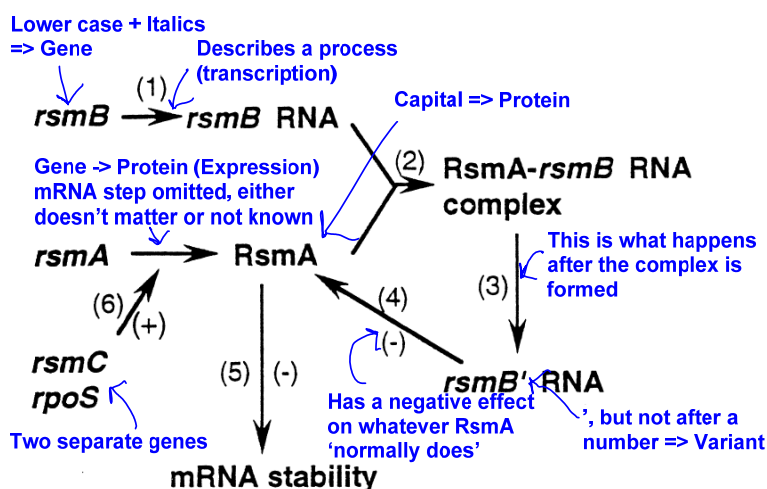 Lower case + Italics
=> Gene
Describes a process
(transcription)
(1)
rsmB
rsmB RNA
Capital => Protein
Gene -> Protein (Expression)
mRNA step omitted, either
doesn't matter or not known
(2)
RsmA-rsmB RNA
complex
rsmA
RsmA
This is what happens
after the complex is
formed
(3)
(4)
(-)
(6)
(+)
rsmC
rpoS
(5)
(-)
rsmB' RNA
Two separate genes
Has a negative effect
on whatever RsmA
‘normally does’
’, but not after a
number => Variant
mRNA stability